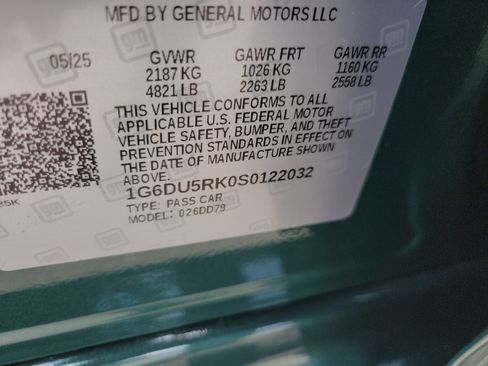 MFD BY GENERAL MOTORS LLC
05/25 GVWR GAWR FRT GAWR RR
2187 KG 1026 KG 1160 KG
4821 LB 2263 LB 2558 LB
THIS VEHICLE CONFORMS TO ALL
APPLICABLE U.S. FEDERAL MOTOR
VEHICLE SAFETY, BUMPER, AND THEFT
PREVENTION STANDARDS IN EFFECT ON
THE DATE OF MANUFACTURE SHOWN
ABOVE.
1G6DU5RK0S0122032
TYPE: PASS CAR
MODEL: 026DD79
gm